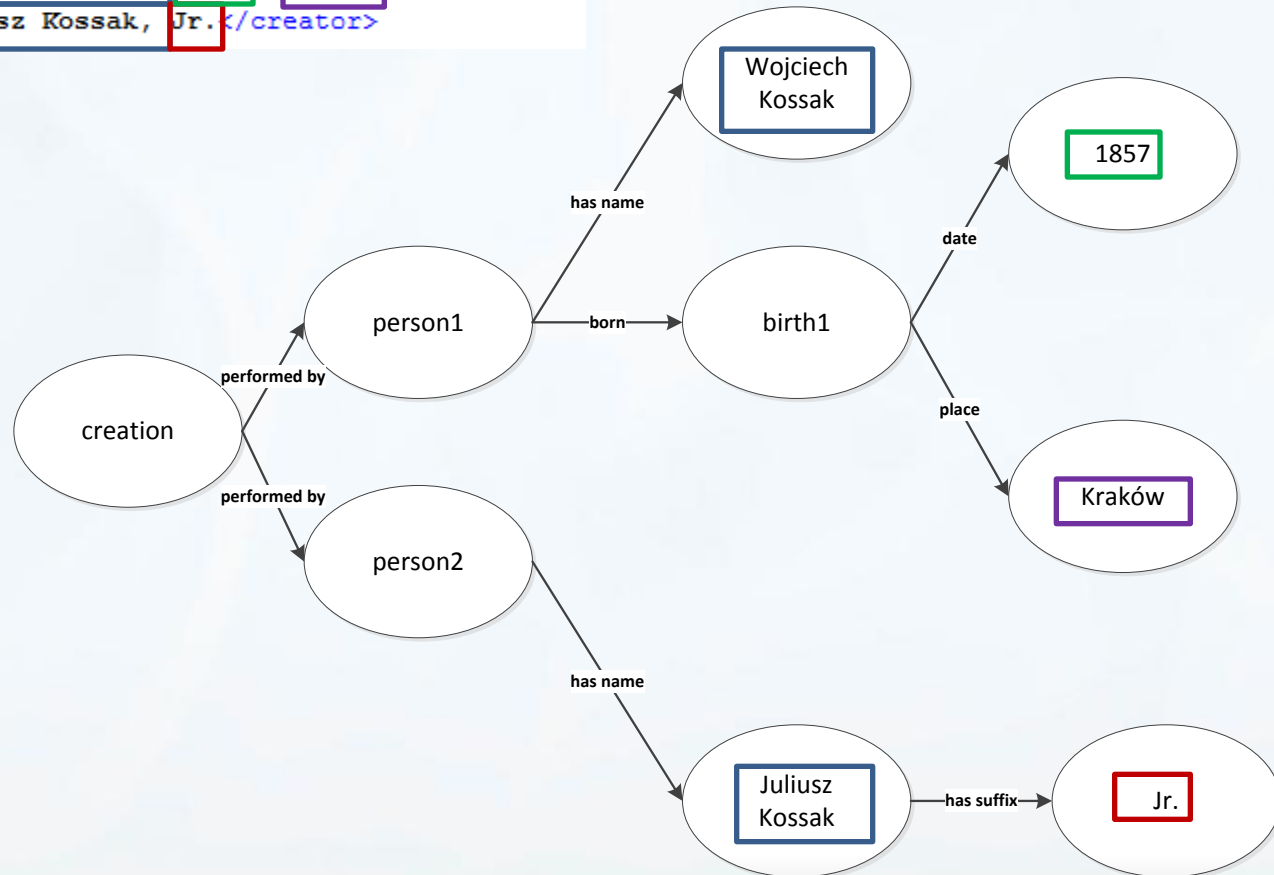 sz Kossak, Jr.</creator>
Wojciech
Kossak
1857
has name
date
person1
born
birth1
performed by
creation
place
performed by
Kraków
person2
has name
Juliusz
Kossak
has suffix
Jr.